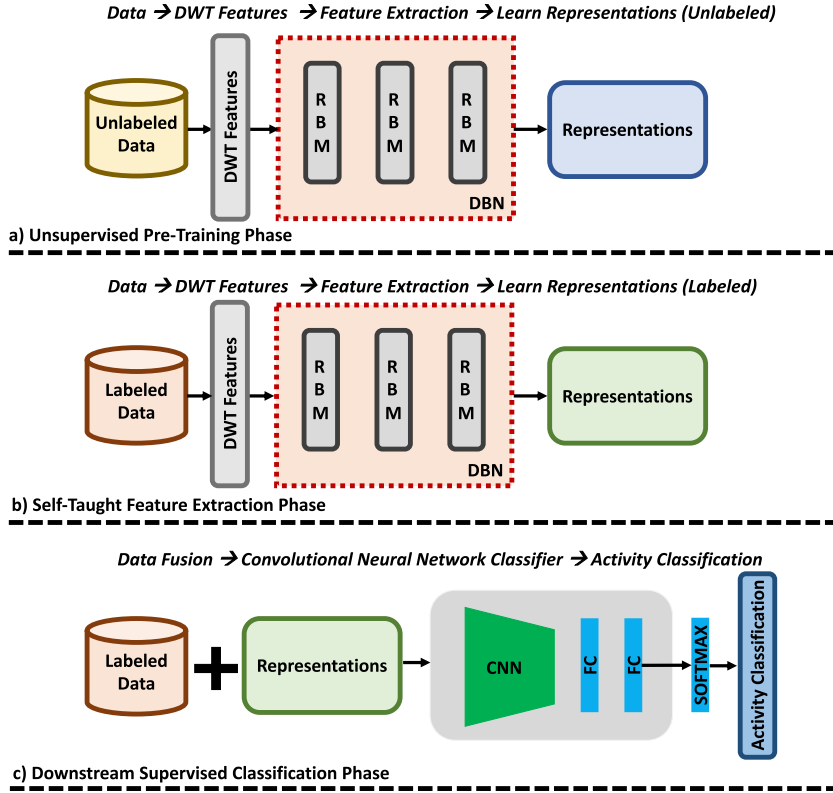 Data → DWT Features → Feature Extraction → Learn Representations (Unlabeled)
Unlabeled
Data
DWT Features
R
B
M
R
B
M
R
B
M
DBN
Representations
a) Unsupervised Pre-Training Phase
Data → DWT Features → Feature Extraction → Learn Representations (Labeled)
Labeled
Data
DWT Features
R
B
M
R
B
M
R
B
M
DBN
Representations
b) Self-Taught Feature Extraction Phase
Data Fusion → Convolutional Neural Network Classifier → Activity Classification
Labeled
Data
+
Representations
CNN
FC
FC
SOFTMAX
Activity Classification
c) Downstream Supervised Classification Phase